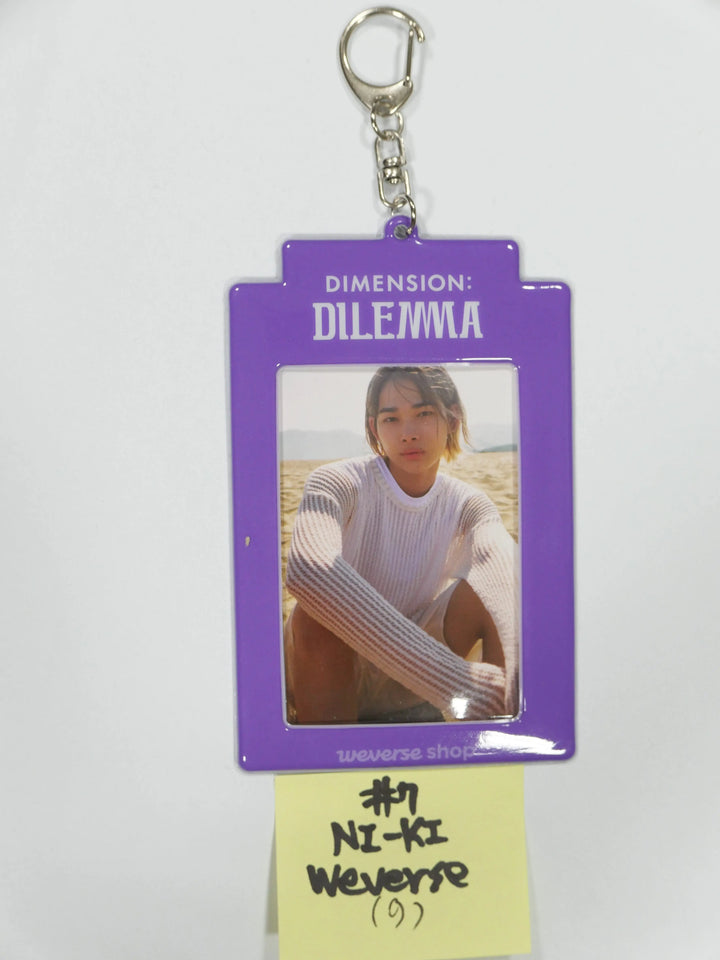 DIMENSION:
DILEMMA
weverse shop
#7
NI-KI
Weverse
(9)